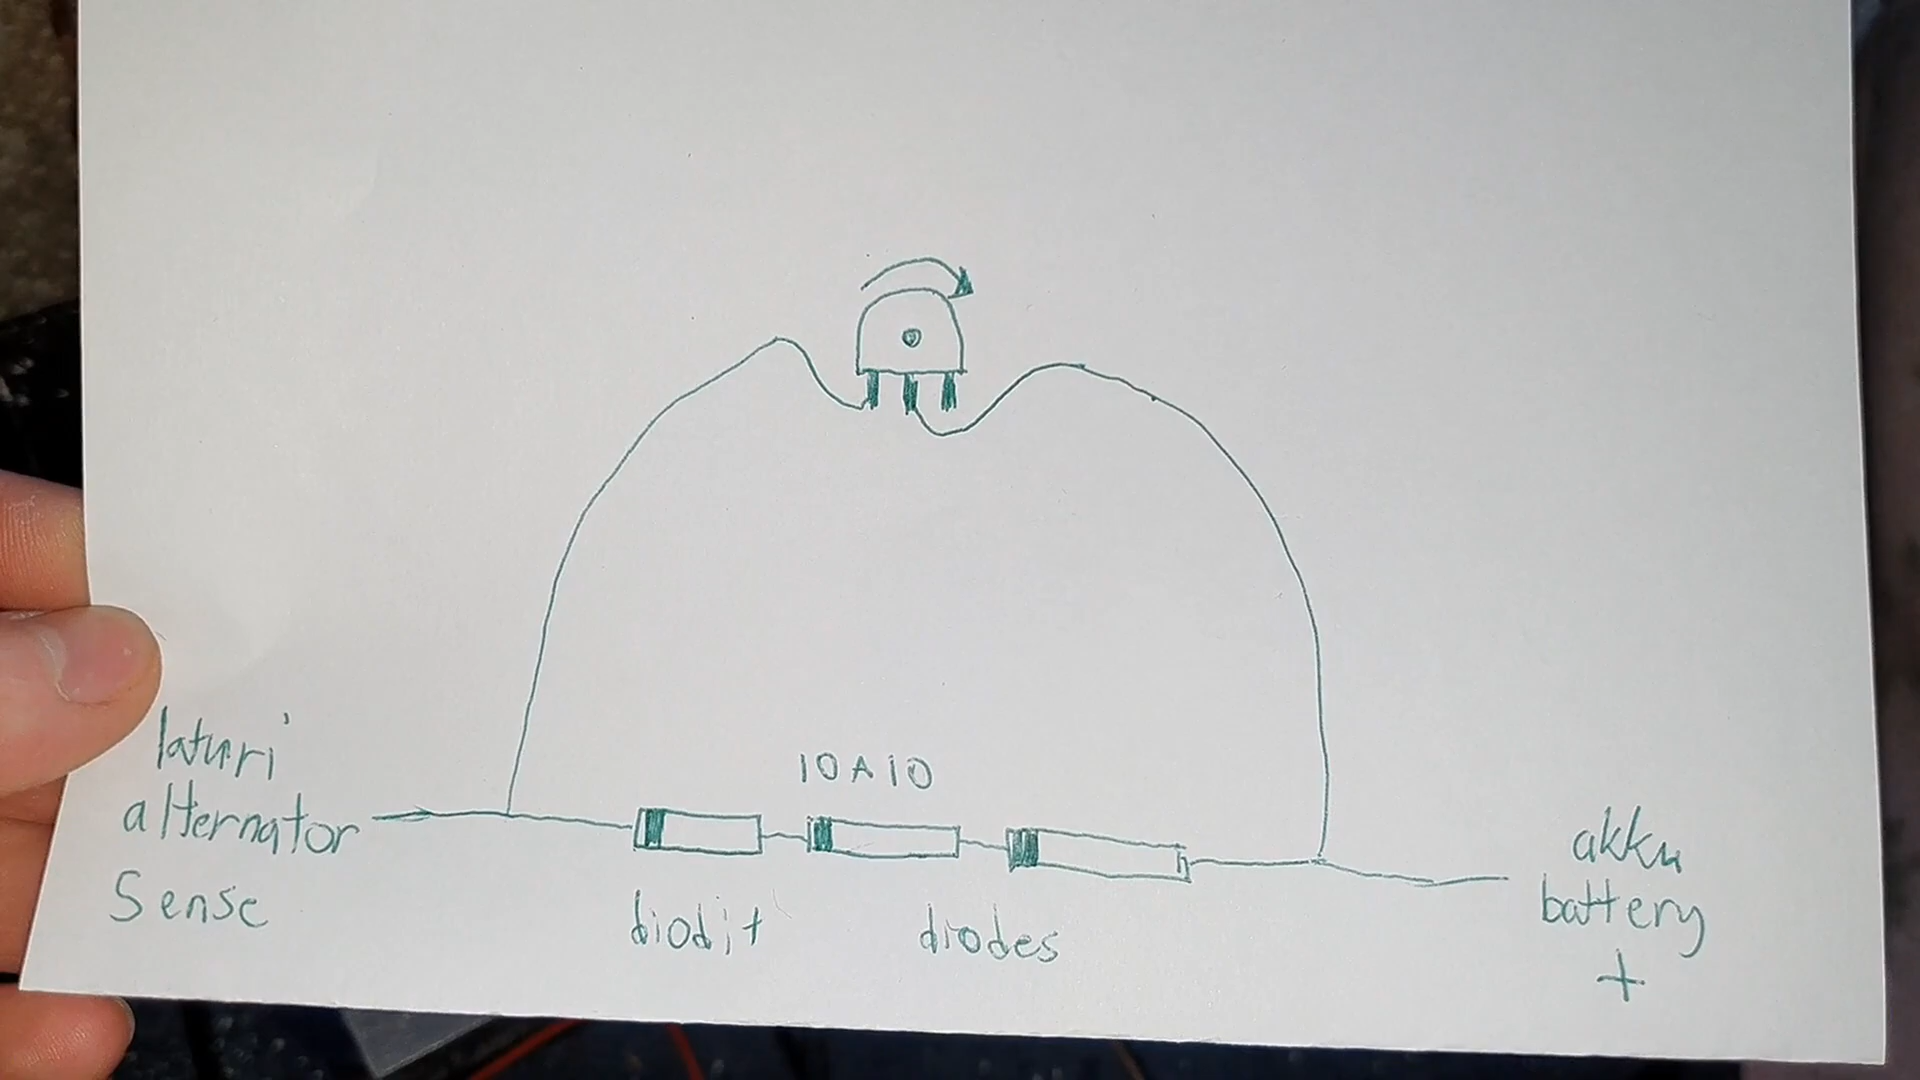 laturi
alternator
Sense
10A10
diodit
diodes
akku
battery
+